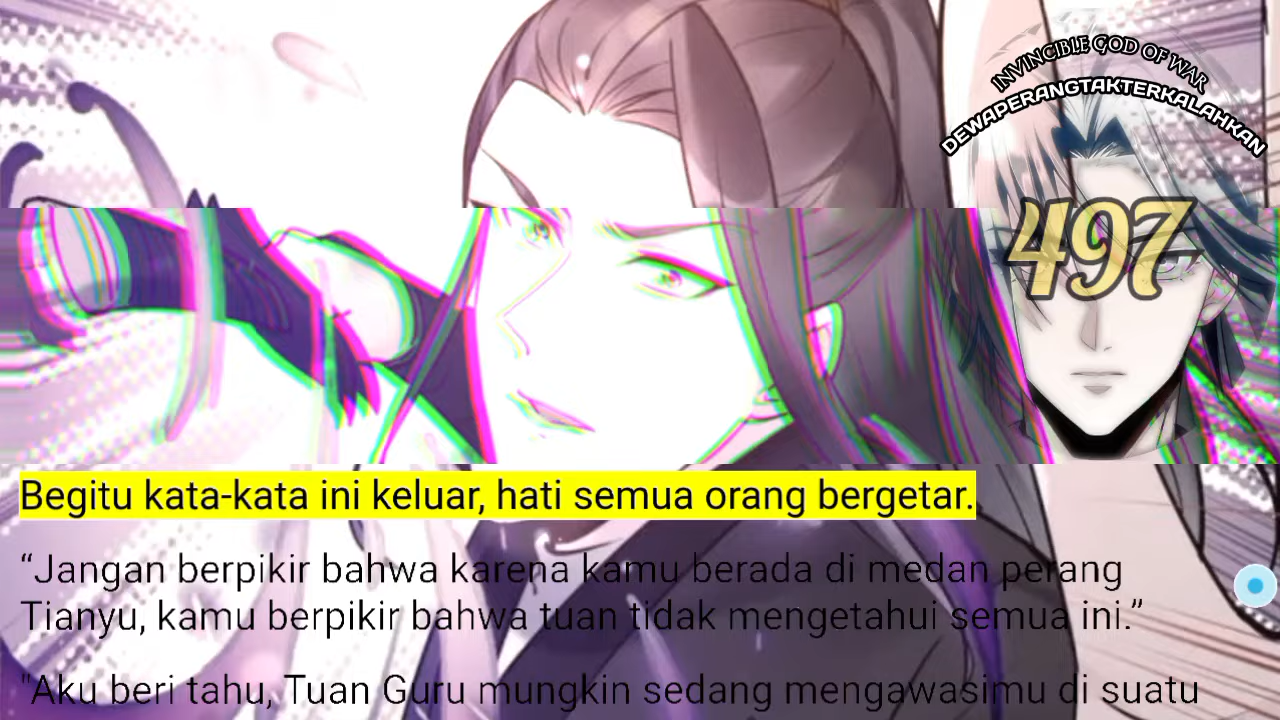 INVINCIBLE GOD OF WAR
DEWAPERANGTAKTERKALAHKAN
497
Begitu kata-kata ini keluar, hati semua orang bergetar.
“Jangan berpikir bahwa karena kamu berada di medan perang
Tianyu, kamu berpikir bahwa tuan tidak mengetahui semua ini.”
"Aku beri tahu, Tuan Guru mungkin sedang mengawasimu di suatu